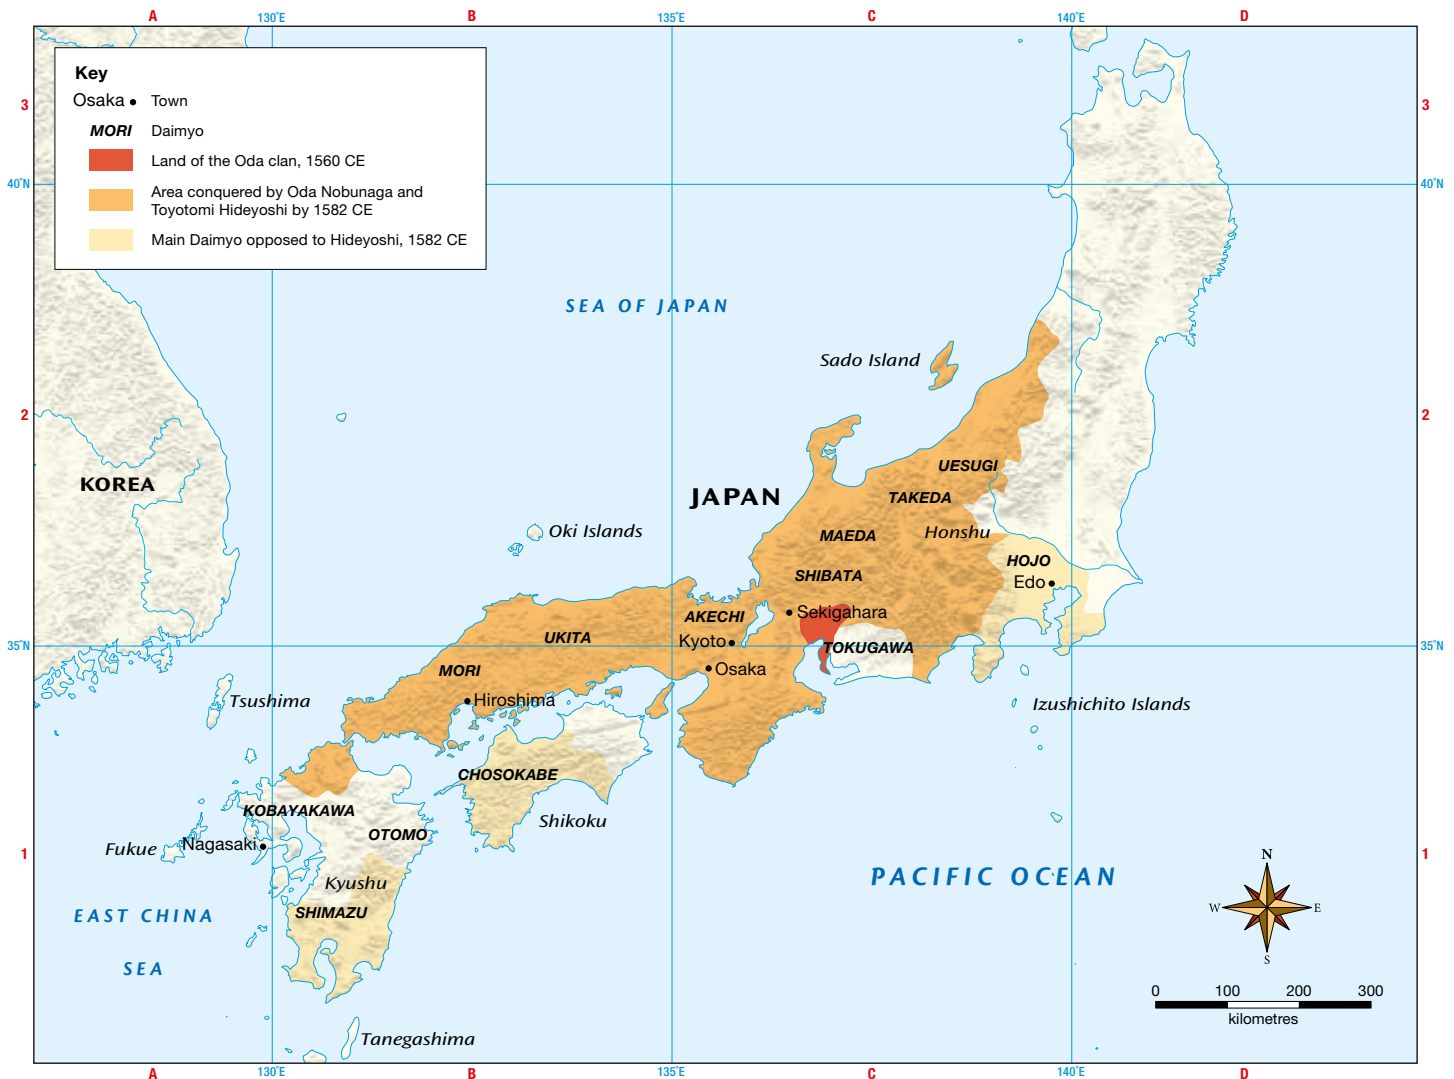 A
130°E
B
135°E
C
140°E
D
Key
Osaka
Town
MORI
Daimyo
Land of the Oda clan, 1560 CE
Area conquered by Oda Nobunaga and
Toyotomi Hideyoshi by 1582 CE
Main Daimyo opposed to Hideyoshi, 1582 CE
3
3
40°N
40°N
SEA OF JAPAN
Sado Island
2
2
UESUGI
KOREA
JAPAN
TAKEDA
Oki Islands
MAEDA
Honshu
HOJO
SHIBATA
Edo
Sekigahara
AKECHI
UKITA
Kyoto
35°N
TOKUGAWA
35°N
MORI
Osaka
Tsushima
Hiroshima
Izushichito Islands
CHOSOKABE
KOBAYAKAWA
Shikoku
OTOMO
Fukue
Nagasaki
1
1
PACIFIC OCEAN
Kyushu
N
W
E
S
EAST CHINA
SEA
SHIMAZU
0
100
200
300
kilometres
Tanegashima
A
130°E
B
135°E
C
140°E
D